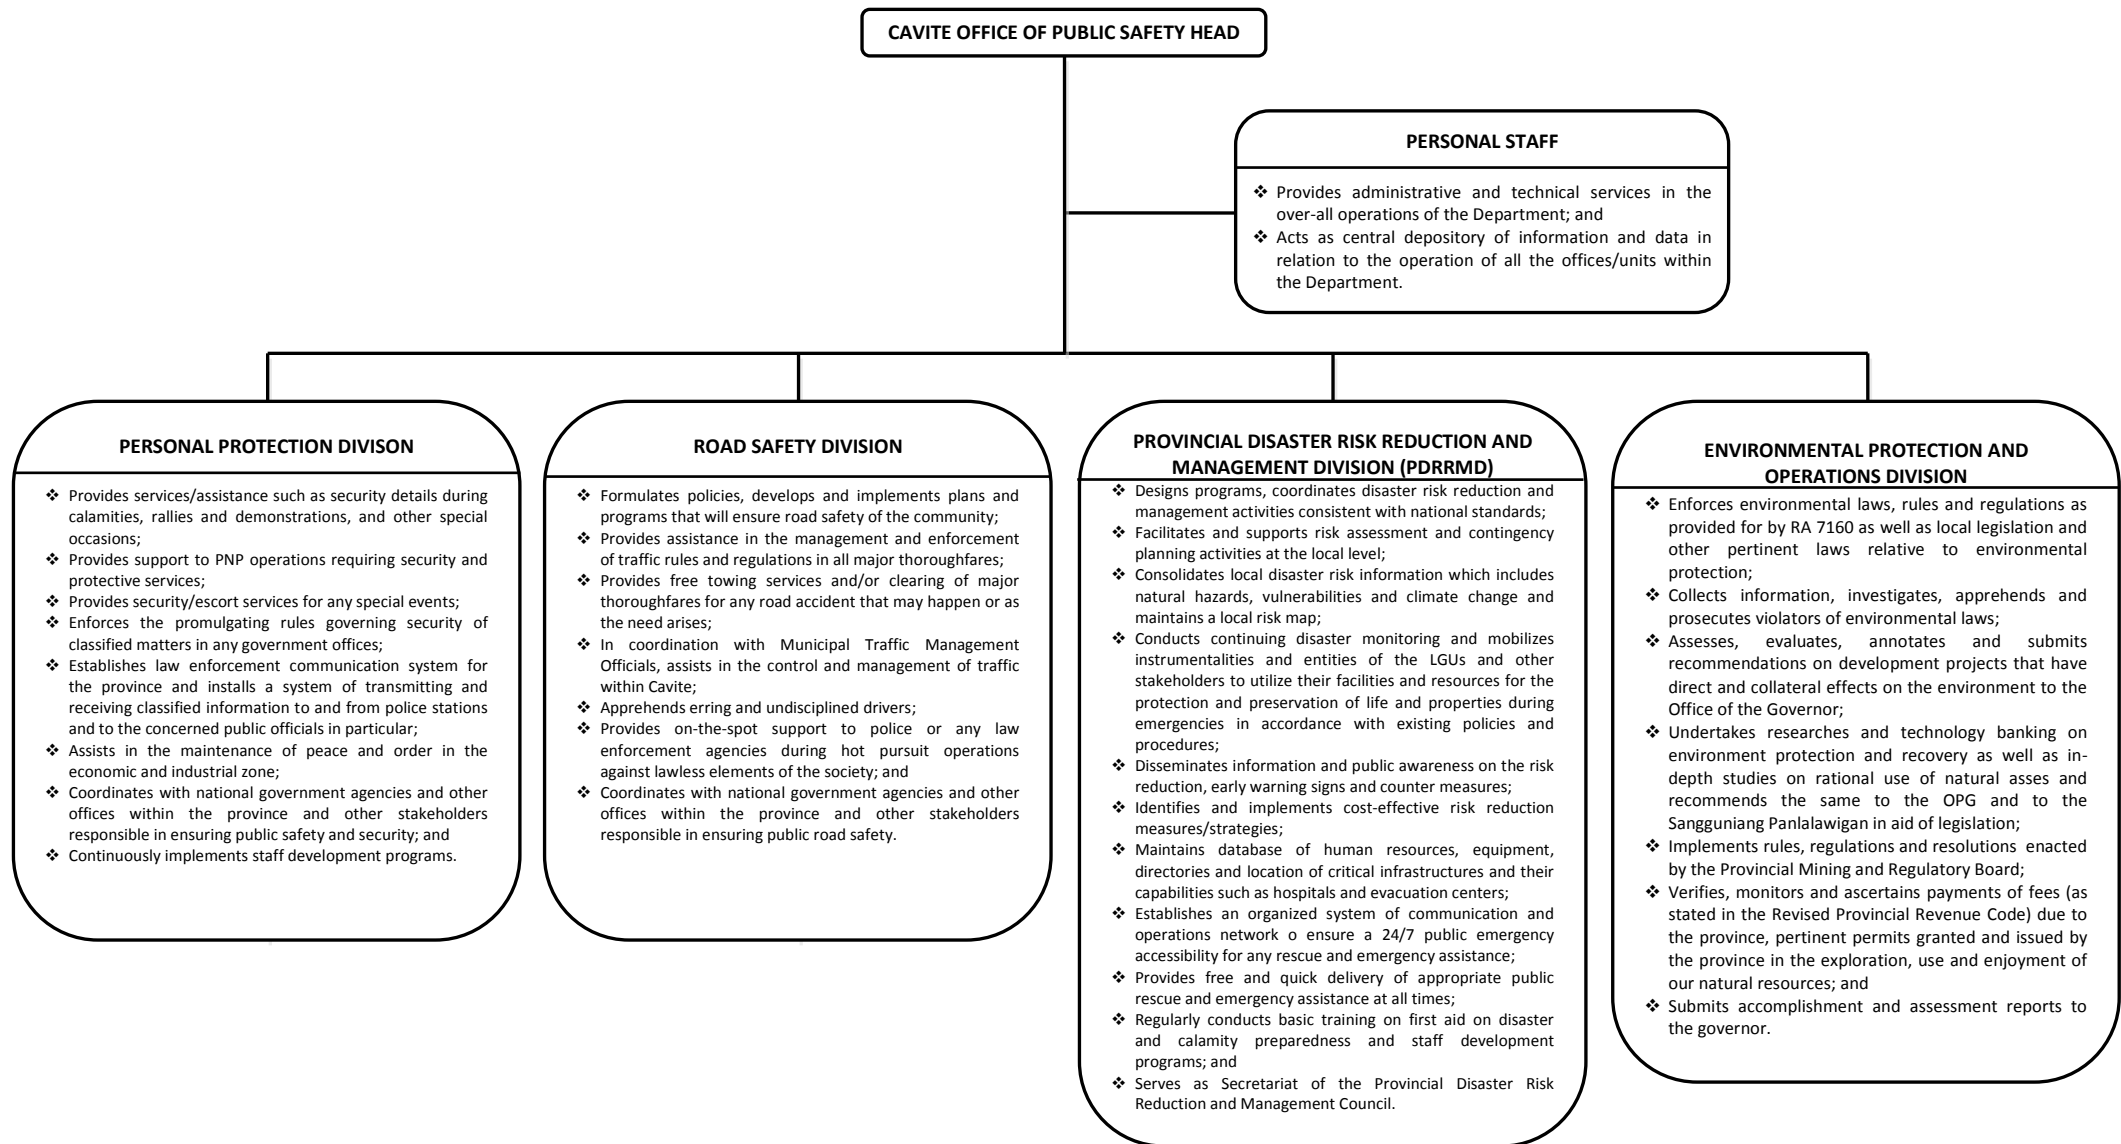 CAVITE OFFICE OF PUBLIC SAFETY HEAD
PERSONAL STAFF
❖ Provides administrative and technical services in the
over-all operations of the Department; and
❖ Acts as central depository of information and data in
relation to the operation of all the offices/units within
the Department.
PERSONAL PROTECTION DIVISON
❖ Provides services/assistance such as security details during
calamities, rallies and demonstrations, and other special
occasions;
❖ Provides support to PNP operations requiring security and
protective services;
❖ Provides security/escort services for any special events;
❖ Enforces the promulgating rules governing security of
classified matters in any government offices;
❖ Establishes law enforcement communication system for
the province and installs a system of transmitting and
receiving classified information to and from police stations
and to the concerned public officials in particular;
❖ Assists in the maintenance of peace and order in the
economic and industrial zone;
❖ Coordinates with national government agencies and other
offices within the province and other stakeholders
responsible in ensuring public safety and security; and
❖ Continuously implements staff development programs.
ROAD SAFETY DIVISION
❖ Formulates policies, develops and implements plans and
programs that will ensure road safety of the community;
❖ Provides assistance in the management and enforcement
of traffic rules and regulations in all major thoroughfares;
❖ Provides free towing services and/or clearing of major
thoroughfares for any road accident that may happen or as
the need arises;
❖ In coordination with Municipal Traffic Management
Officials, assists in the control and management of traffic
within Cavite;
❖ Apprehends erring and undisciplined drivers;
❖ Provides on-the-spot support to police or any law
enforcement agencies during hot pursuit operations
against lawless elements of the society; and
❖ Coordinates with national government agencies and other
offices within the province and other stakeholders
responsible in ensuring public road safety.
PROVINCIAL DISASTER RISK REDUCTION AND
MANAGEMENT DIVISION (PDRRMD)
❖ Designs programs, coordinates disaster risk reduction and
management activities consistent with national standards;
❖ Facilitates and supports risk assessment and contingency
planning activities at the local level;
❖ Consolidates local disaster risk information which includes
natural hazards, vulnerabilities and climate change and
maintains a local risk map;
❖ Conducts continuing disaster monitoring and mobilizes
instrumentalities and entities of the LGUs and other
stakeholders to utilize their facilities and resources for the
protection and preservation of life and properties during
emergencies in accordance with existing policies and
procedures;
❖ Disseminates information and public awareness on the risk
reduction, early warning signs and counter measures;
❖ Identifies and implements cost-effective risk reduction
measures/strategies;
❖ Maintains database of human resources, equipment,
directories and location of critical infrastructures and their
capabilities such as hospitals and evacuation centers;
❖ Establishes an organized system of communication and
operations network o ensure a 24/7 public emergency
accessibility for any rescue and emergency assistance;
❖ Provides free and quick delivery of appropriate public
rescue and emergency assistance at all times;
❖ Regularly conducts basic training on first aid on disaster
and calamity preparedness and staff development
programs; and
❖ Serves as Secretariat of the Provincial Disaster Risk
Reduction and Management Council.
ENVIRONMENTAL PROTECTION AND
OPERATIONS DIVISION
❖ Enforces environmental laws, rules and regulations as
provided for by RA 7160 as well as local legislation and
other pertinent laws relative to environmental
protection;
❖ Collects information, investigates, apprehends and
prosecutes violators of environmental laws;
❖ Assesses, evaluates, annotates and submits
recommendations on development projects that have
direct and collateral effects on the environment to the
Office of the Governor;
❖ Undertakes researches and technology banking on
environment protection and recovery as well as in-
depth studies on rational use of natural asses and
recommends the same to the OPG and to the
Sangguniang Panlalawigan in aid of legislation;
❖ Implements rules, regulations and resolutions enacted
by the Provincial Mining and Regulatory Board;
❖ Verifies, monitors and ascertains payments of fees (as
stated in the Revised Provincial Revenue Code) due to
the province, pertinent permits granted and issued by
the province in the exploration, use and enjoyment of
our natural resources; and
❖ Submits accomplishment and assessment reports to
the governor.